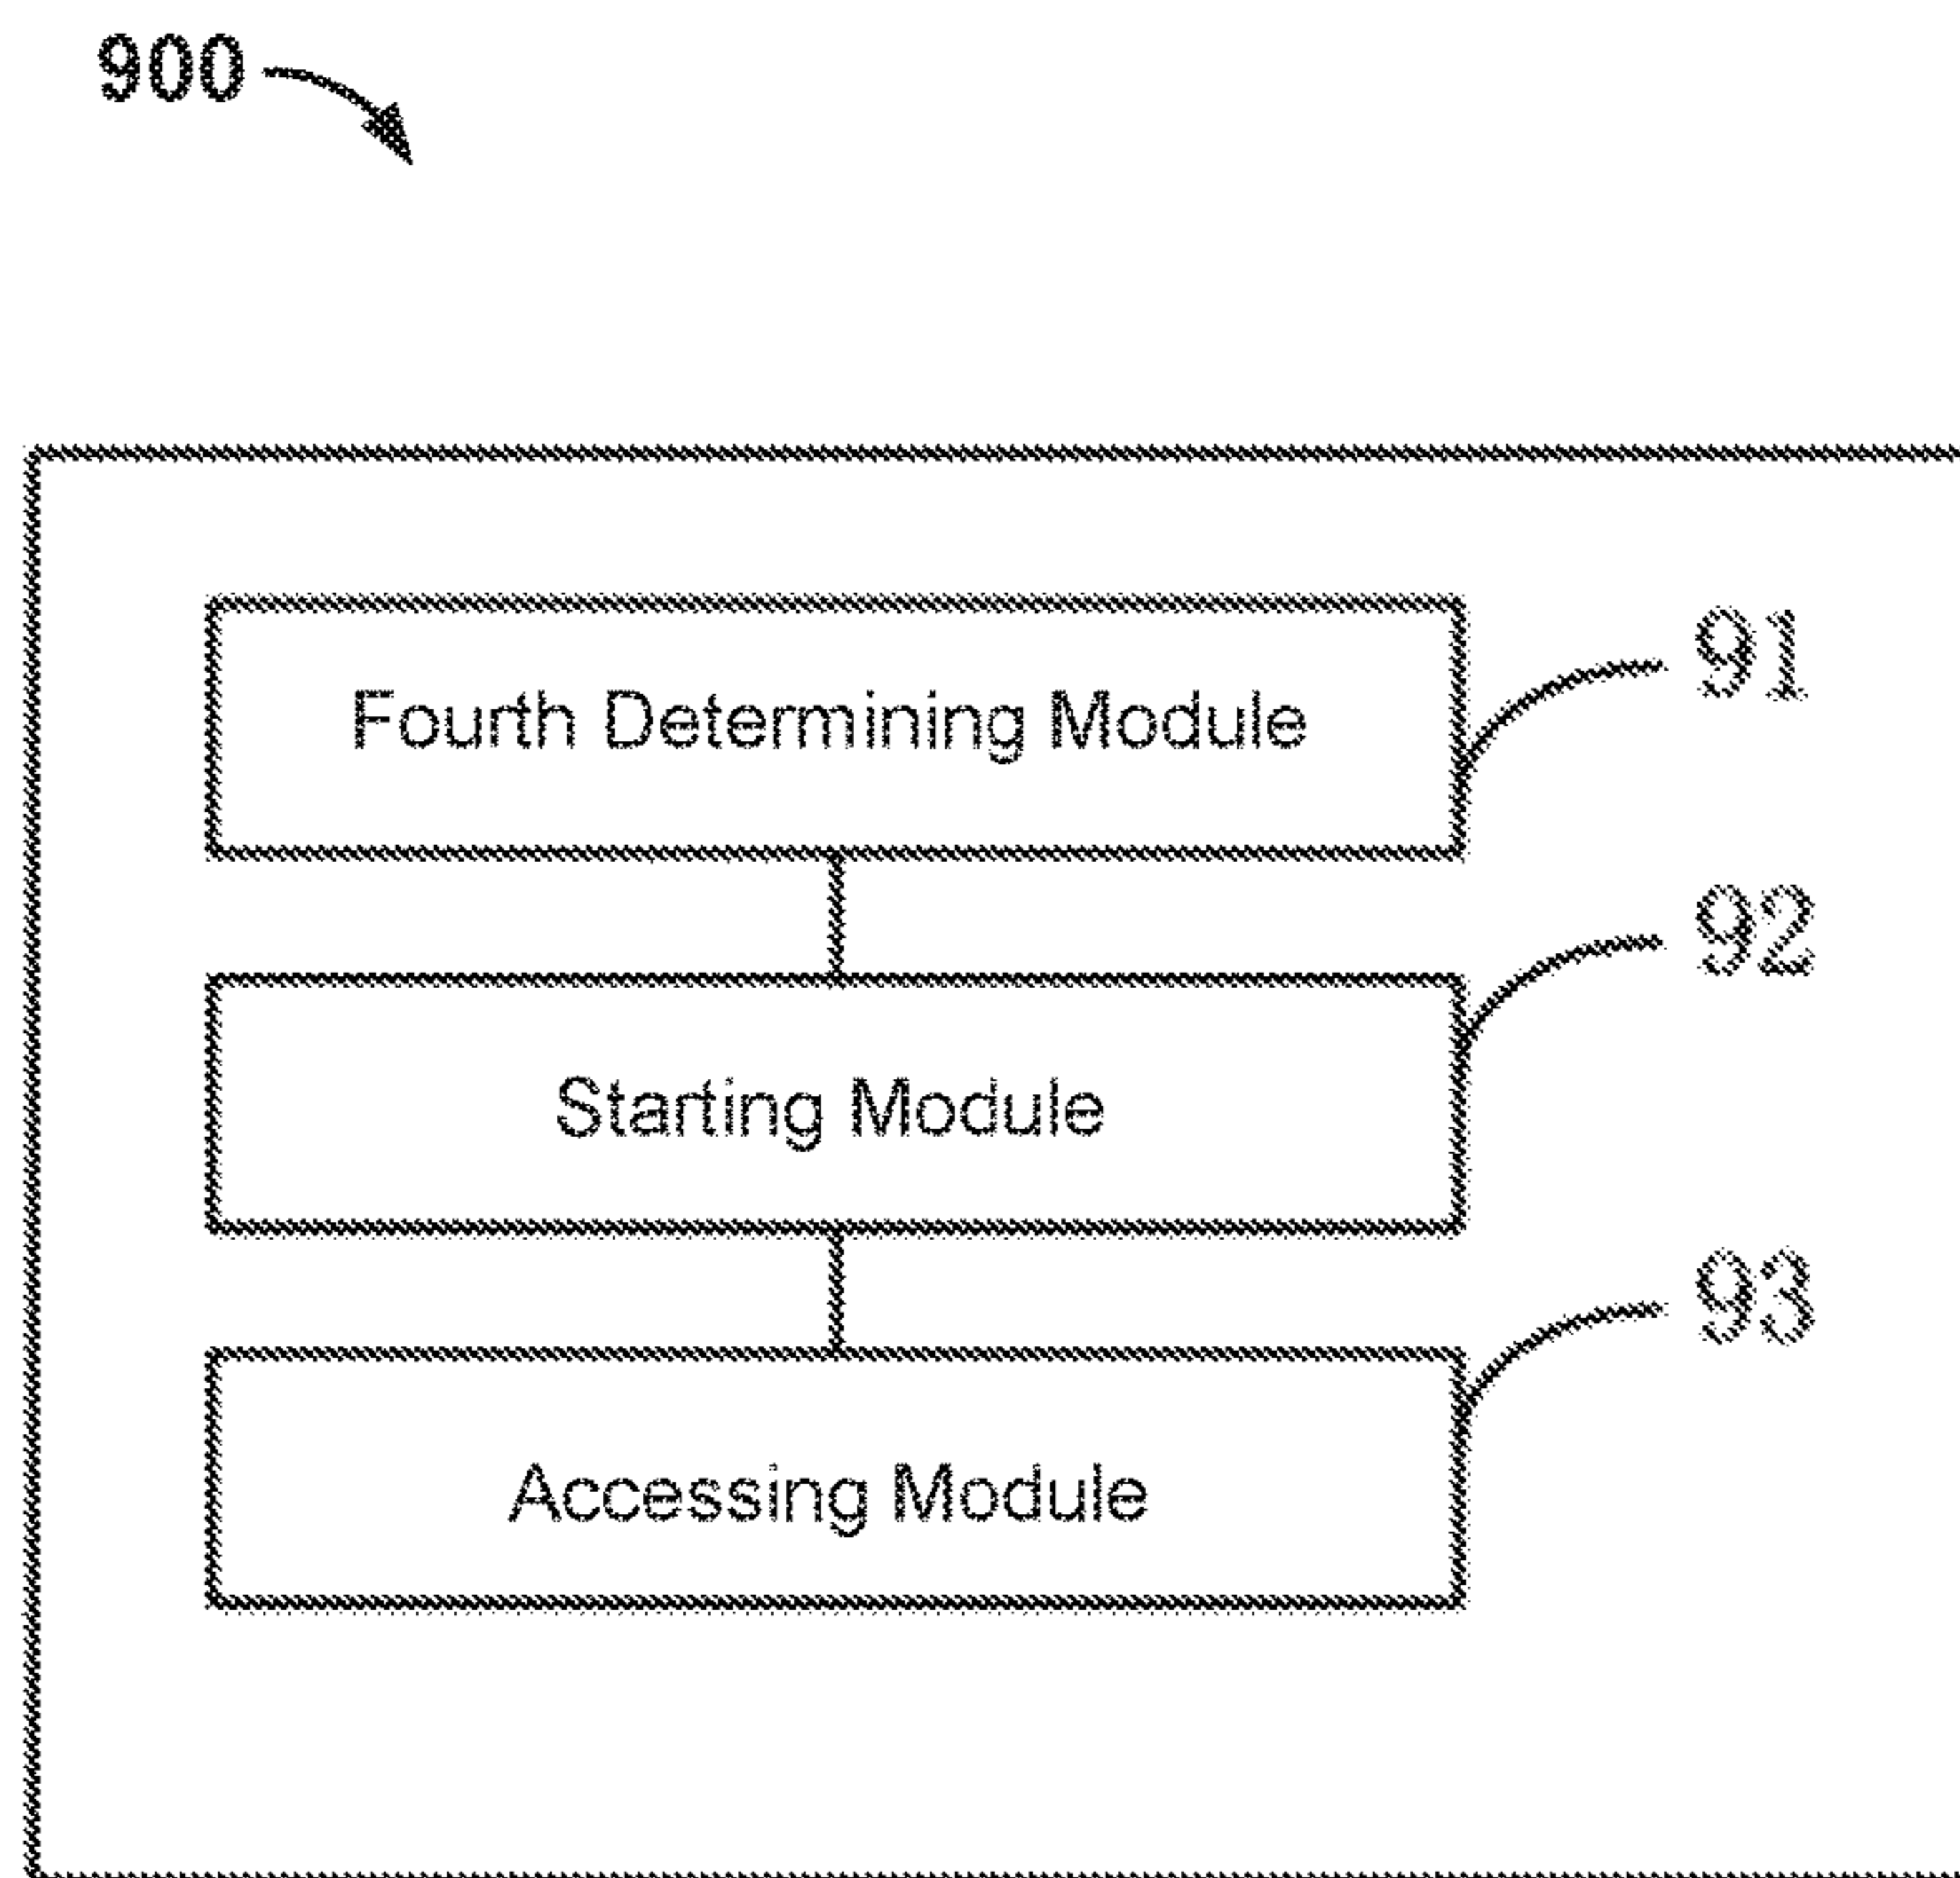 900
Fourth Determining Module
91
Starting Module
92
Accessing Module
93